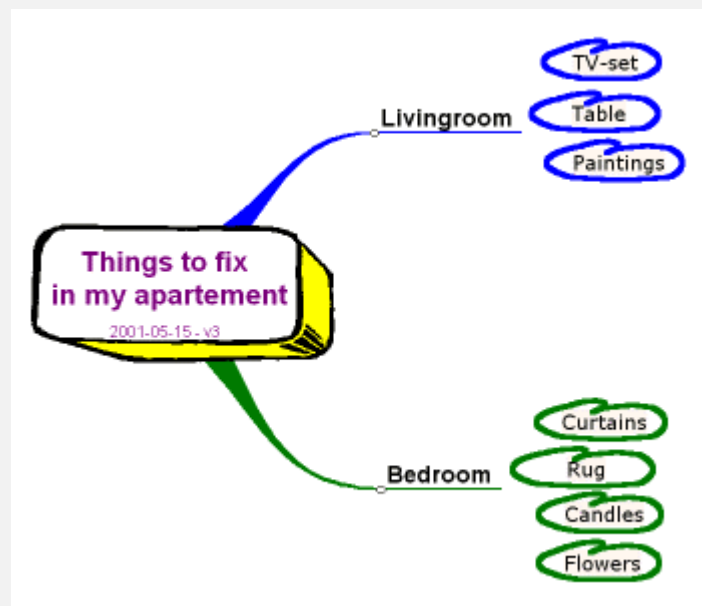 Things to fix
in my apartement
2001-05-15 - v3
Livingroom
TV-set
Table
Paintings
Bedroom
Curtains
Rug
Candles
Flowers